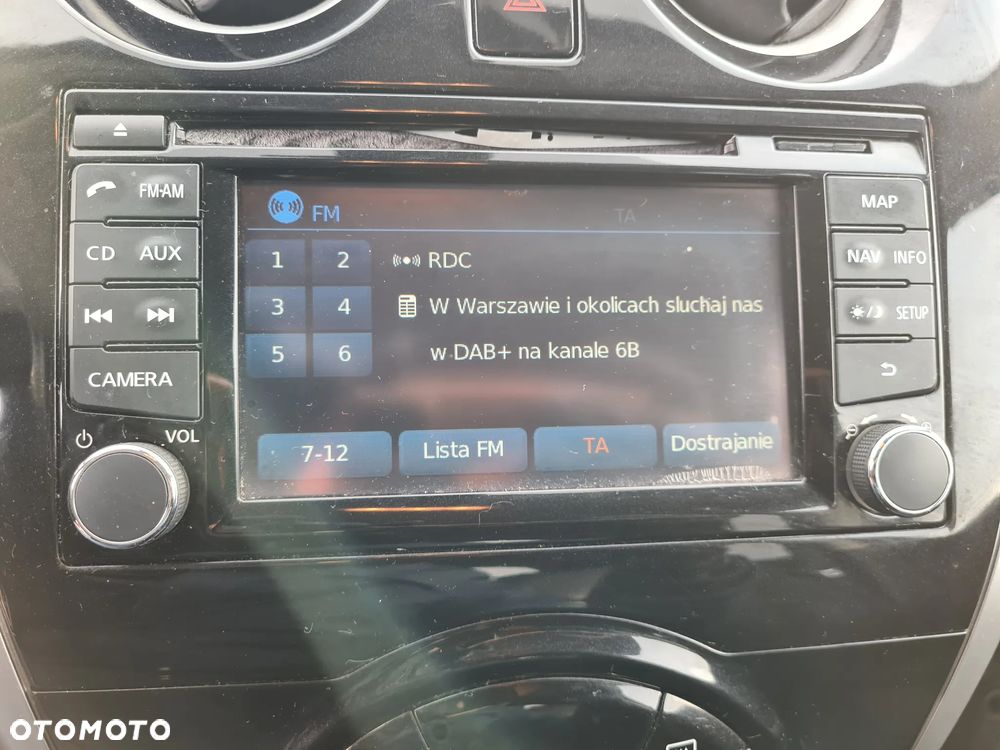 FM-AM
CD AUX
CAMERA
VOL
FM
TA
1 2
3 4
5 6
RDC
W Warszawie i okolicach sluchaj nas
w DAB+ na kanale 6B
7-12
Lista FM
TA
Dostrajanie
MAP
NAV INFO
SETUP
OTOMOTO